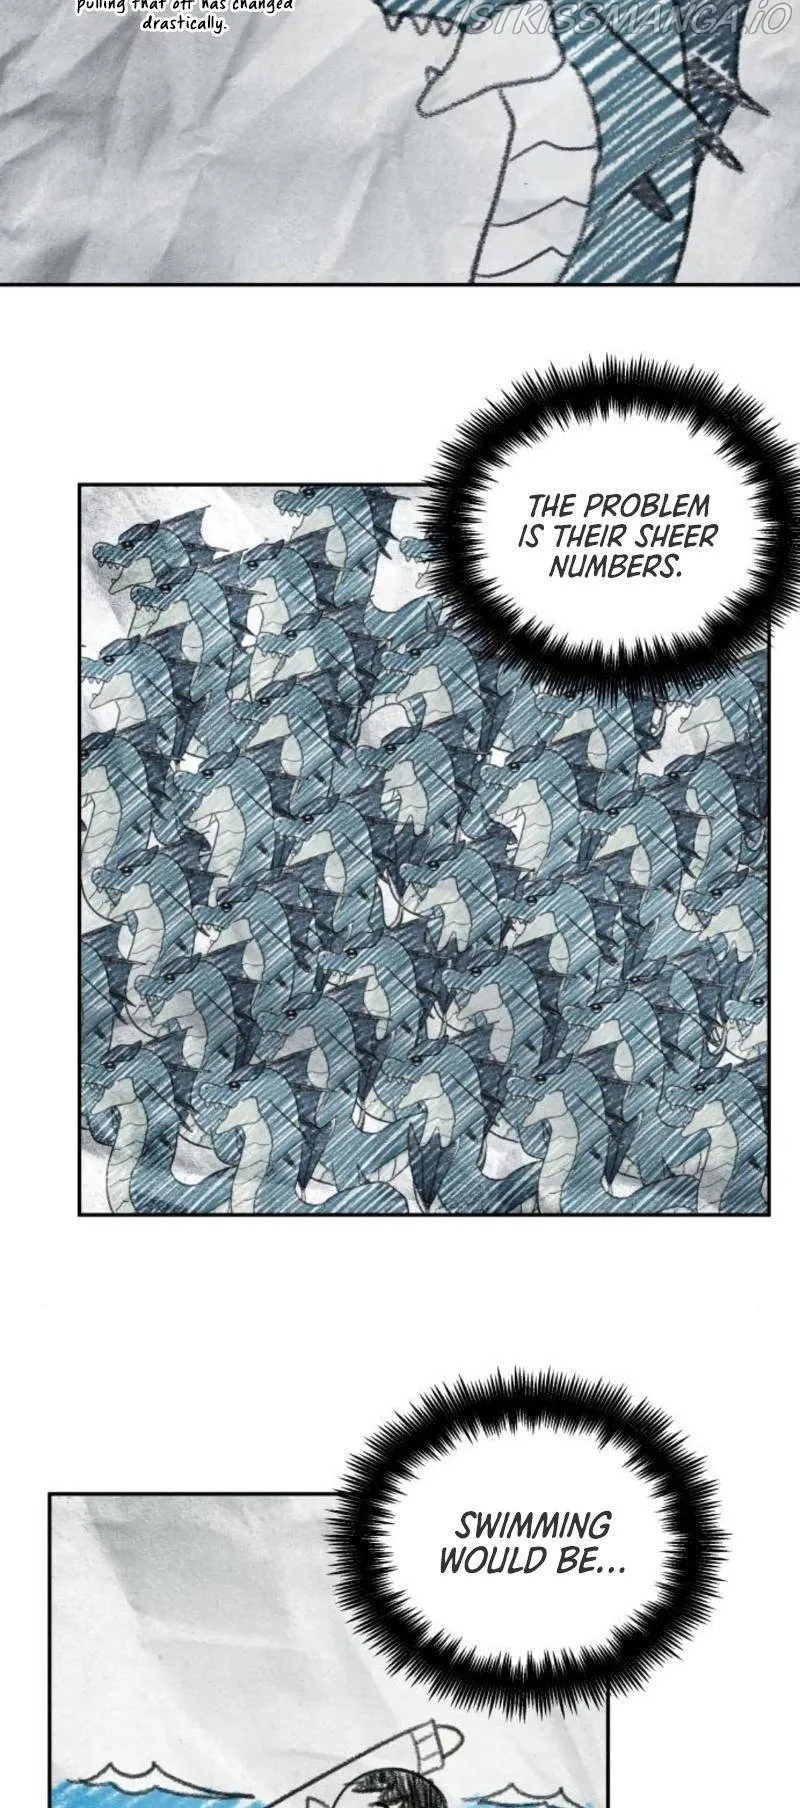 1STKISSMANGA.iO
pulling that off has changed
drastically.
THE PROBLEM
IS THEIR SHEER
NUMBERS.
SWIMMING
WOULD BE...